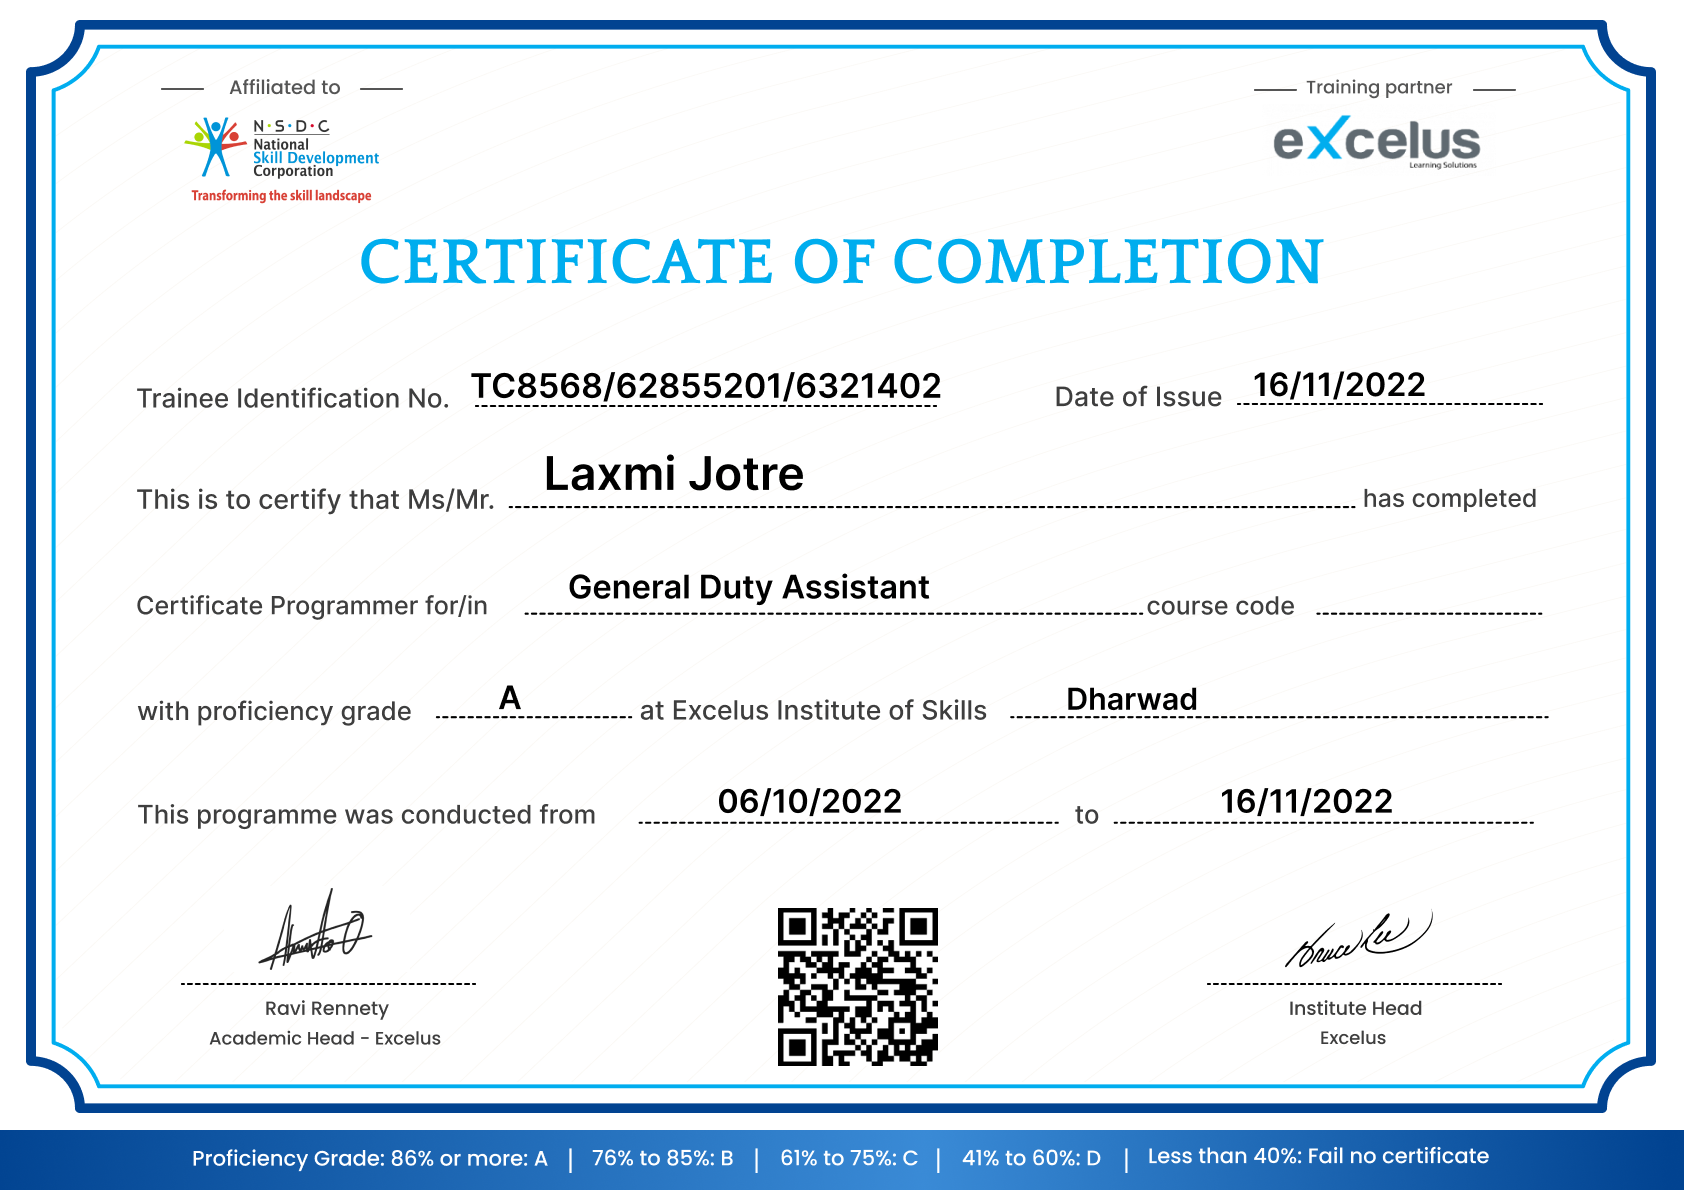 Affiliated to
Training partner
N·S·D·C
National
Skill Development
Corporation
Transforming the skill landscape
eXcelus
Learning Solutions
CERTIFICATE OF COMPLETION
Trainee Identification No. TC8568/62855201/6321402 Date of Issue 16/11/2022
This is to certify that Ms/Mr. Laxmi Jotre has completed
Certificate Programmer for/in General Duty Assistant course code
with proficiency grade A at Excelus Institute of Skills Dharwad
This programme was conducted from 06/10/2022 to 16/11/2022
Bruce Lee
Ravi Rennety
Academic Head - Excelus
Institute Head
Excelus
Proficiency Grade: 86% or more: A | 76% to 85%: B | 61% to 75%: C | 41% to 60%: D | Less than 40%: Fail no certificate